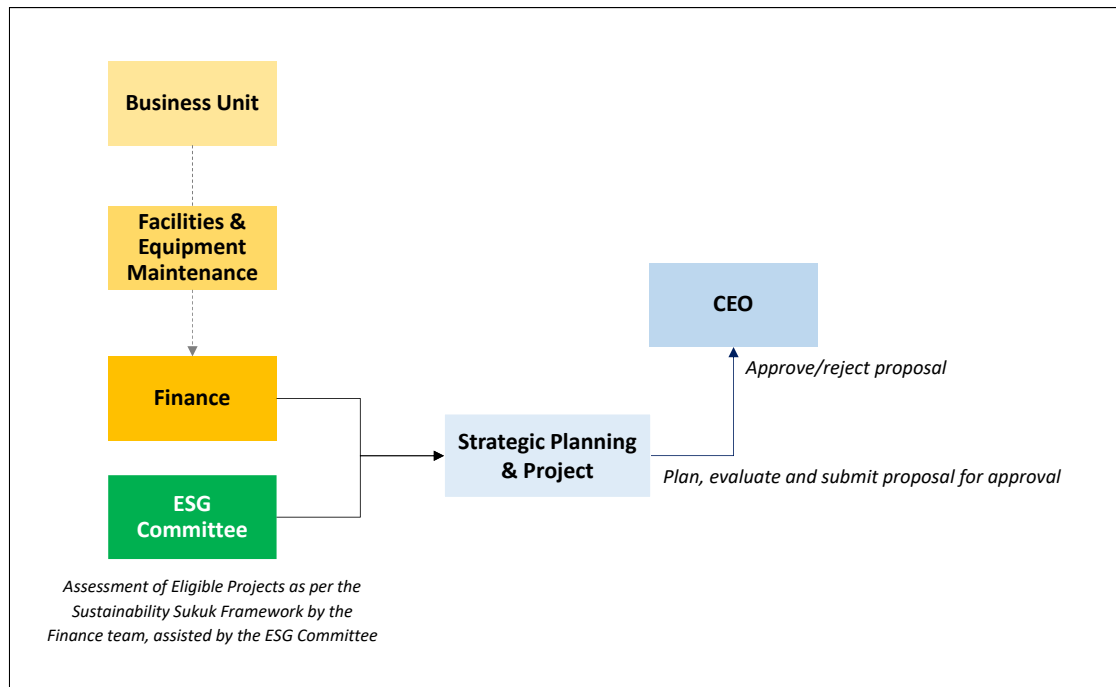 Business Unit
Facilities &
Equipment
Maintenance
Finance
ESG
Committee
Assessment of Eligible Projects as per the
Sustainability Sukuk Framework by the
Finance team, assisted by the ESG Committee
Strategic Planning
& Project
Plan, evaluate and submit proposal for approval
CEO
Approve/reject proposal